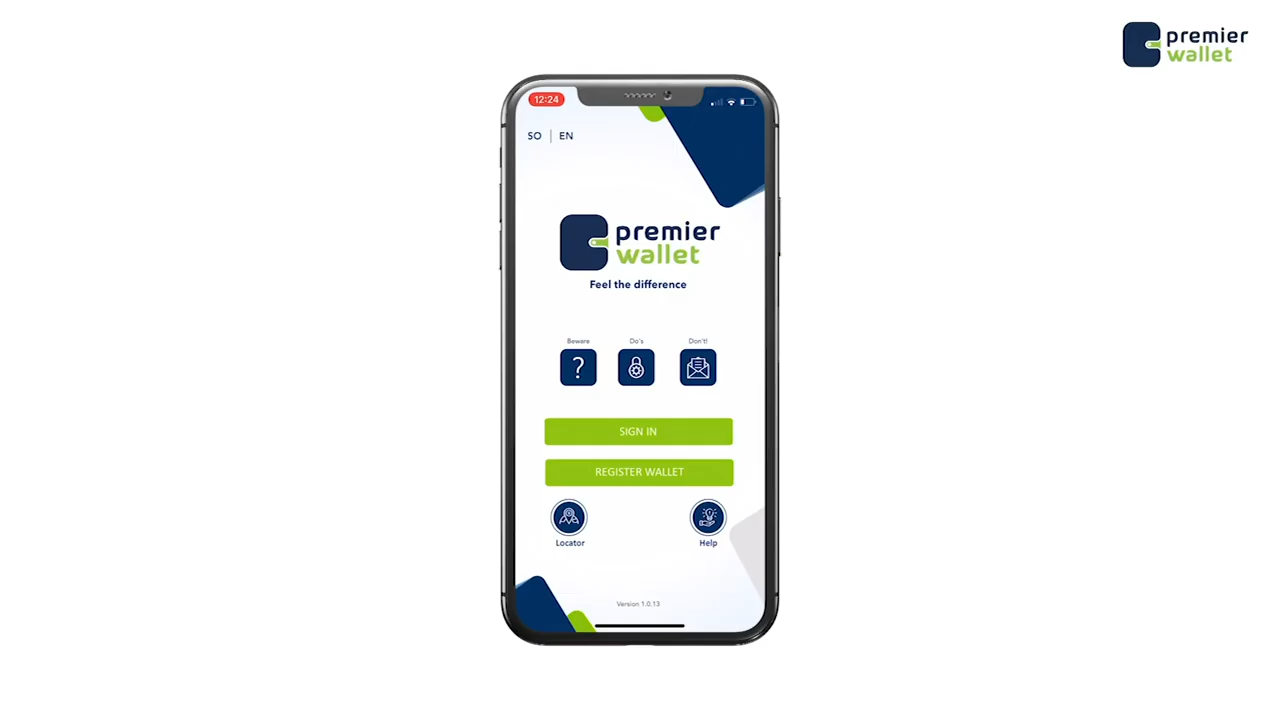 premier
wallet
12:24
SO | EN
premier
wallet
Feel the difference
Beware
Do's
Don't!
SIGN IN
REGISTER WALLET
Locator
Help
Version 1.0.13